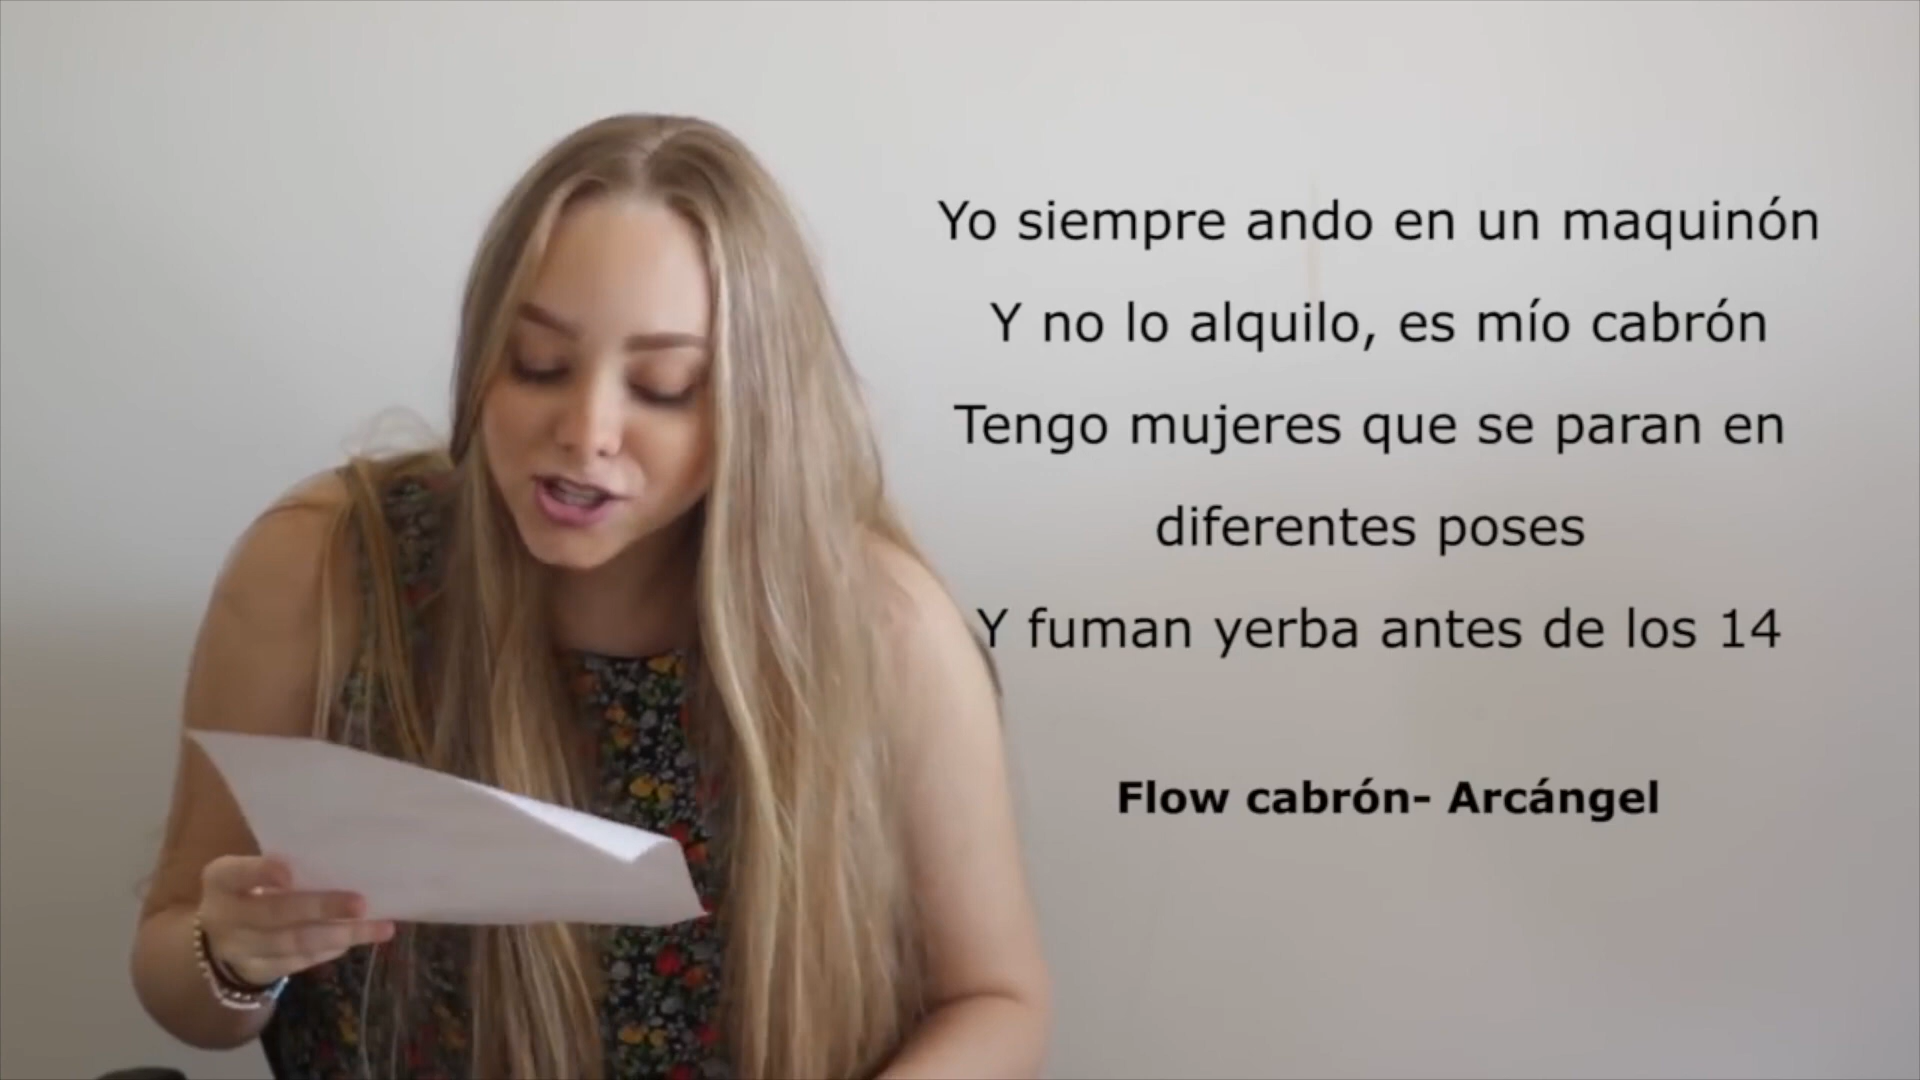 Yo siempre ando en un maquinón
Y no lo alquilo, es mío cabrón
Tengo mujeres que se paran en
diferentes poses
Y fuman yerba antes de los 14
Flow cabrón- Arcángel